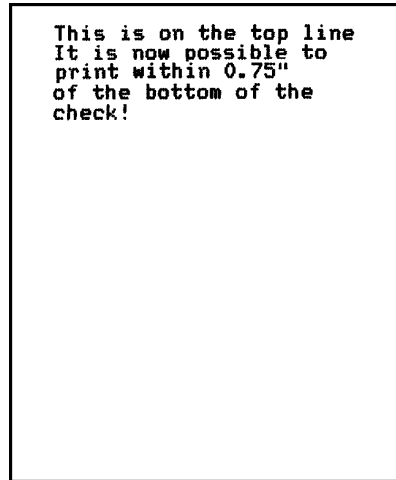 This is on the top line
It is now possible to
print within 0.75"
of the bottom of the
check!